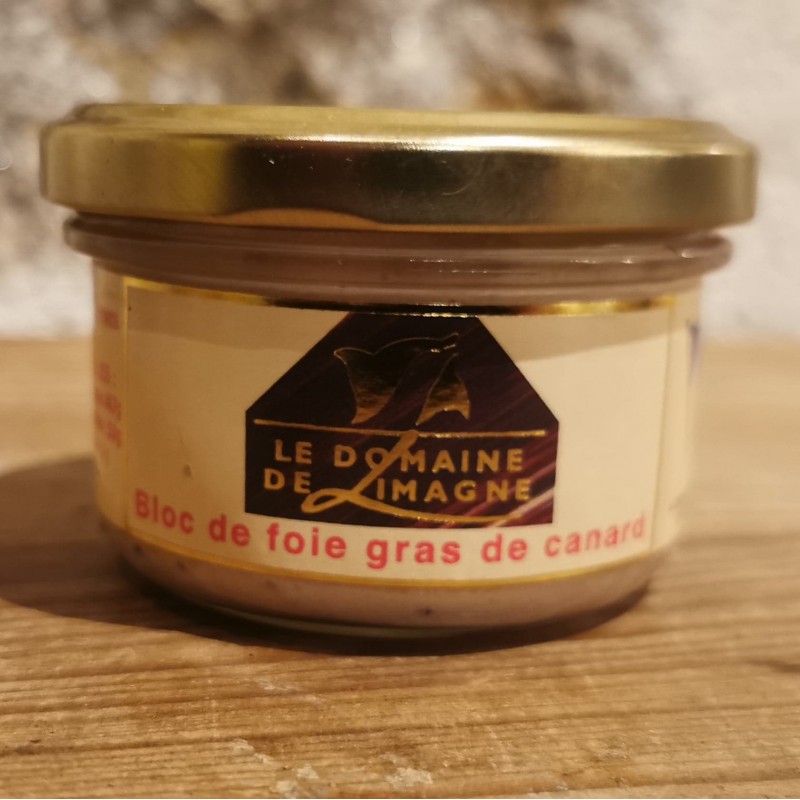 LE DOMAINE
DE LIMAGNE
Bloc de foie gras de canard